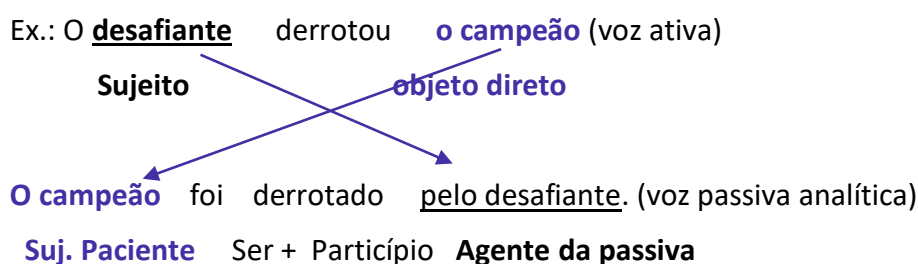 Ex.: O desafiante derrotou o campeão (voz ativa)
Sujeito objeto direto
O campeão foi derrotado pelo desafiante. (voz passiva analítica)
Suj. Paciente Ser + Particípio Agente da passiva